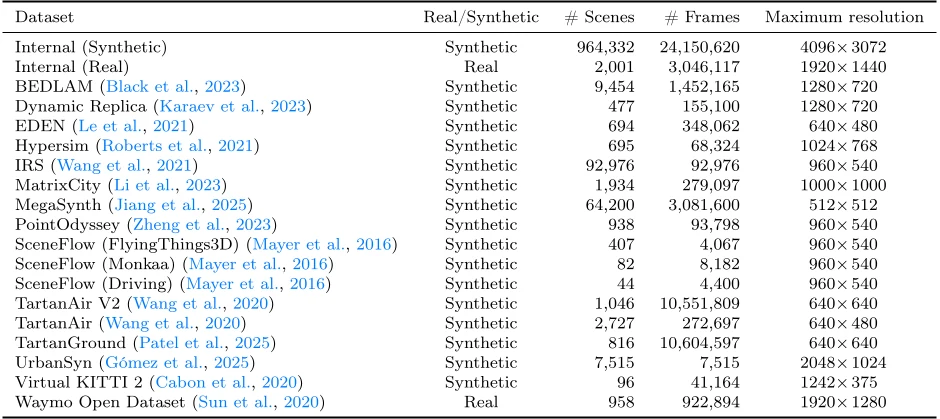 Dataset Real/Synthetic # Scenes # Frames Maximum resolution
Internal (Synthetic) Synthetic 964,332 24,150,620 4096×3072
Internal (Real) Real 2,001 3,046,117 1920×1440
BEDLAM (Black et al., 2023) Synthetic 9,454 1,452,165 1280×720
Dynamic Replica (Karaev et al., 2023) Synthetic 477 155,100 1280×720
EDEN (Le et al., 2021) Synthetic 694 348,062 640×480
Hypersim (Roberts et al., 2021) Synthetic 695 68,324 1024×768
IRS (Wang et al., 2021) Synthetic 92,976 92,976 960×540
MatrixCity (Li et al., 2023) Synthetic 1,934 279,097 1000×1000
MegaSynth (Jiang et al., 2025) Synthetic 64,200 3,081,600 512×512
PointOdyssey (Zheng et al., 2023) Synthetic 938 93,798 960×540
SceneFlow (FlyingThings3D) (Mayer et al., 2016) Synthetic 407 4,067 960×540
SceneFlow (Monkaa) (Mayer et al., 2016) Synthetic 82 8,182 960×540
SceneFlow (Driving) (Mayer et al., 2016) Synthetic 44 4,400 960×540
TartanAir V2 (Wang et al., 2020) Synthetic 1,046 10,551,809 640×640
TartanAir (Wang et al., 2020) Synthetic 2,727 272,697 640×480
TartanGround (Patel et al., 2025) Synthetic 816 10,604,597 640×640
UrbanSyn (Gómez et al., 2025) Synthetic 7,515 7,515 2048×1024
Virtual KITTI 2 (Cabon et al., 2020) Synthetic 96 41,164 1242×375
Waymo Open Dataset (Sun et al., 2020) Real 958 922,894 1920×1280